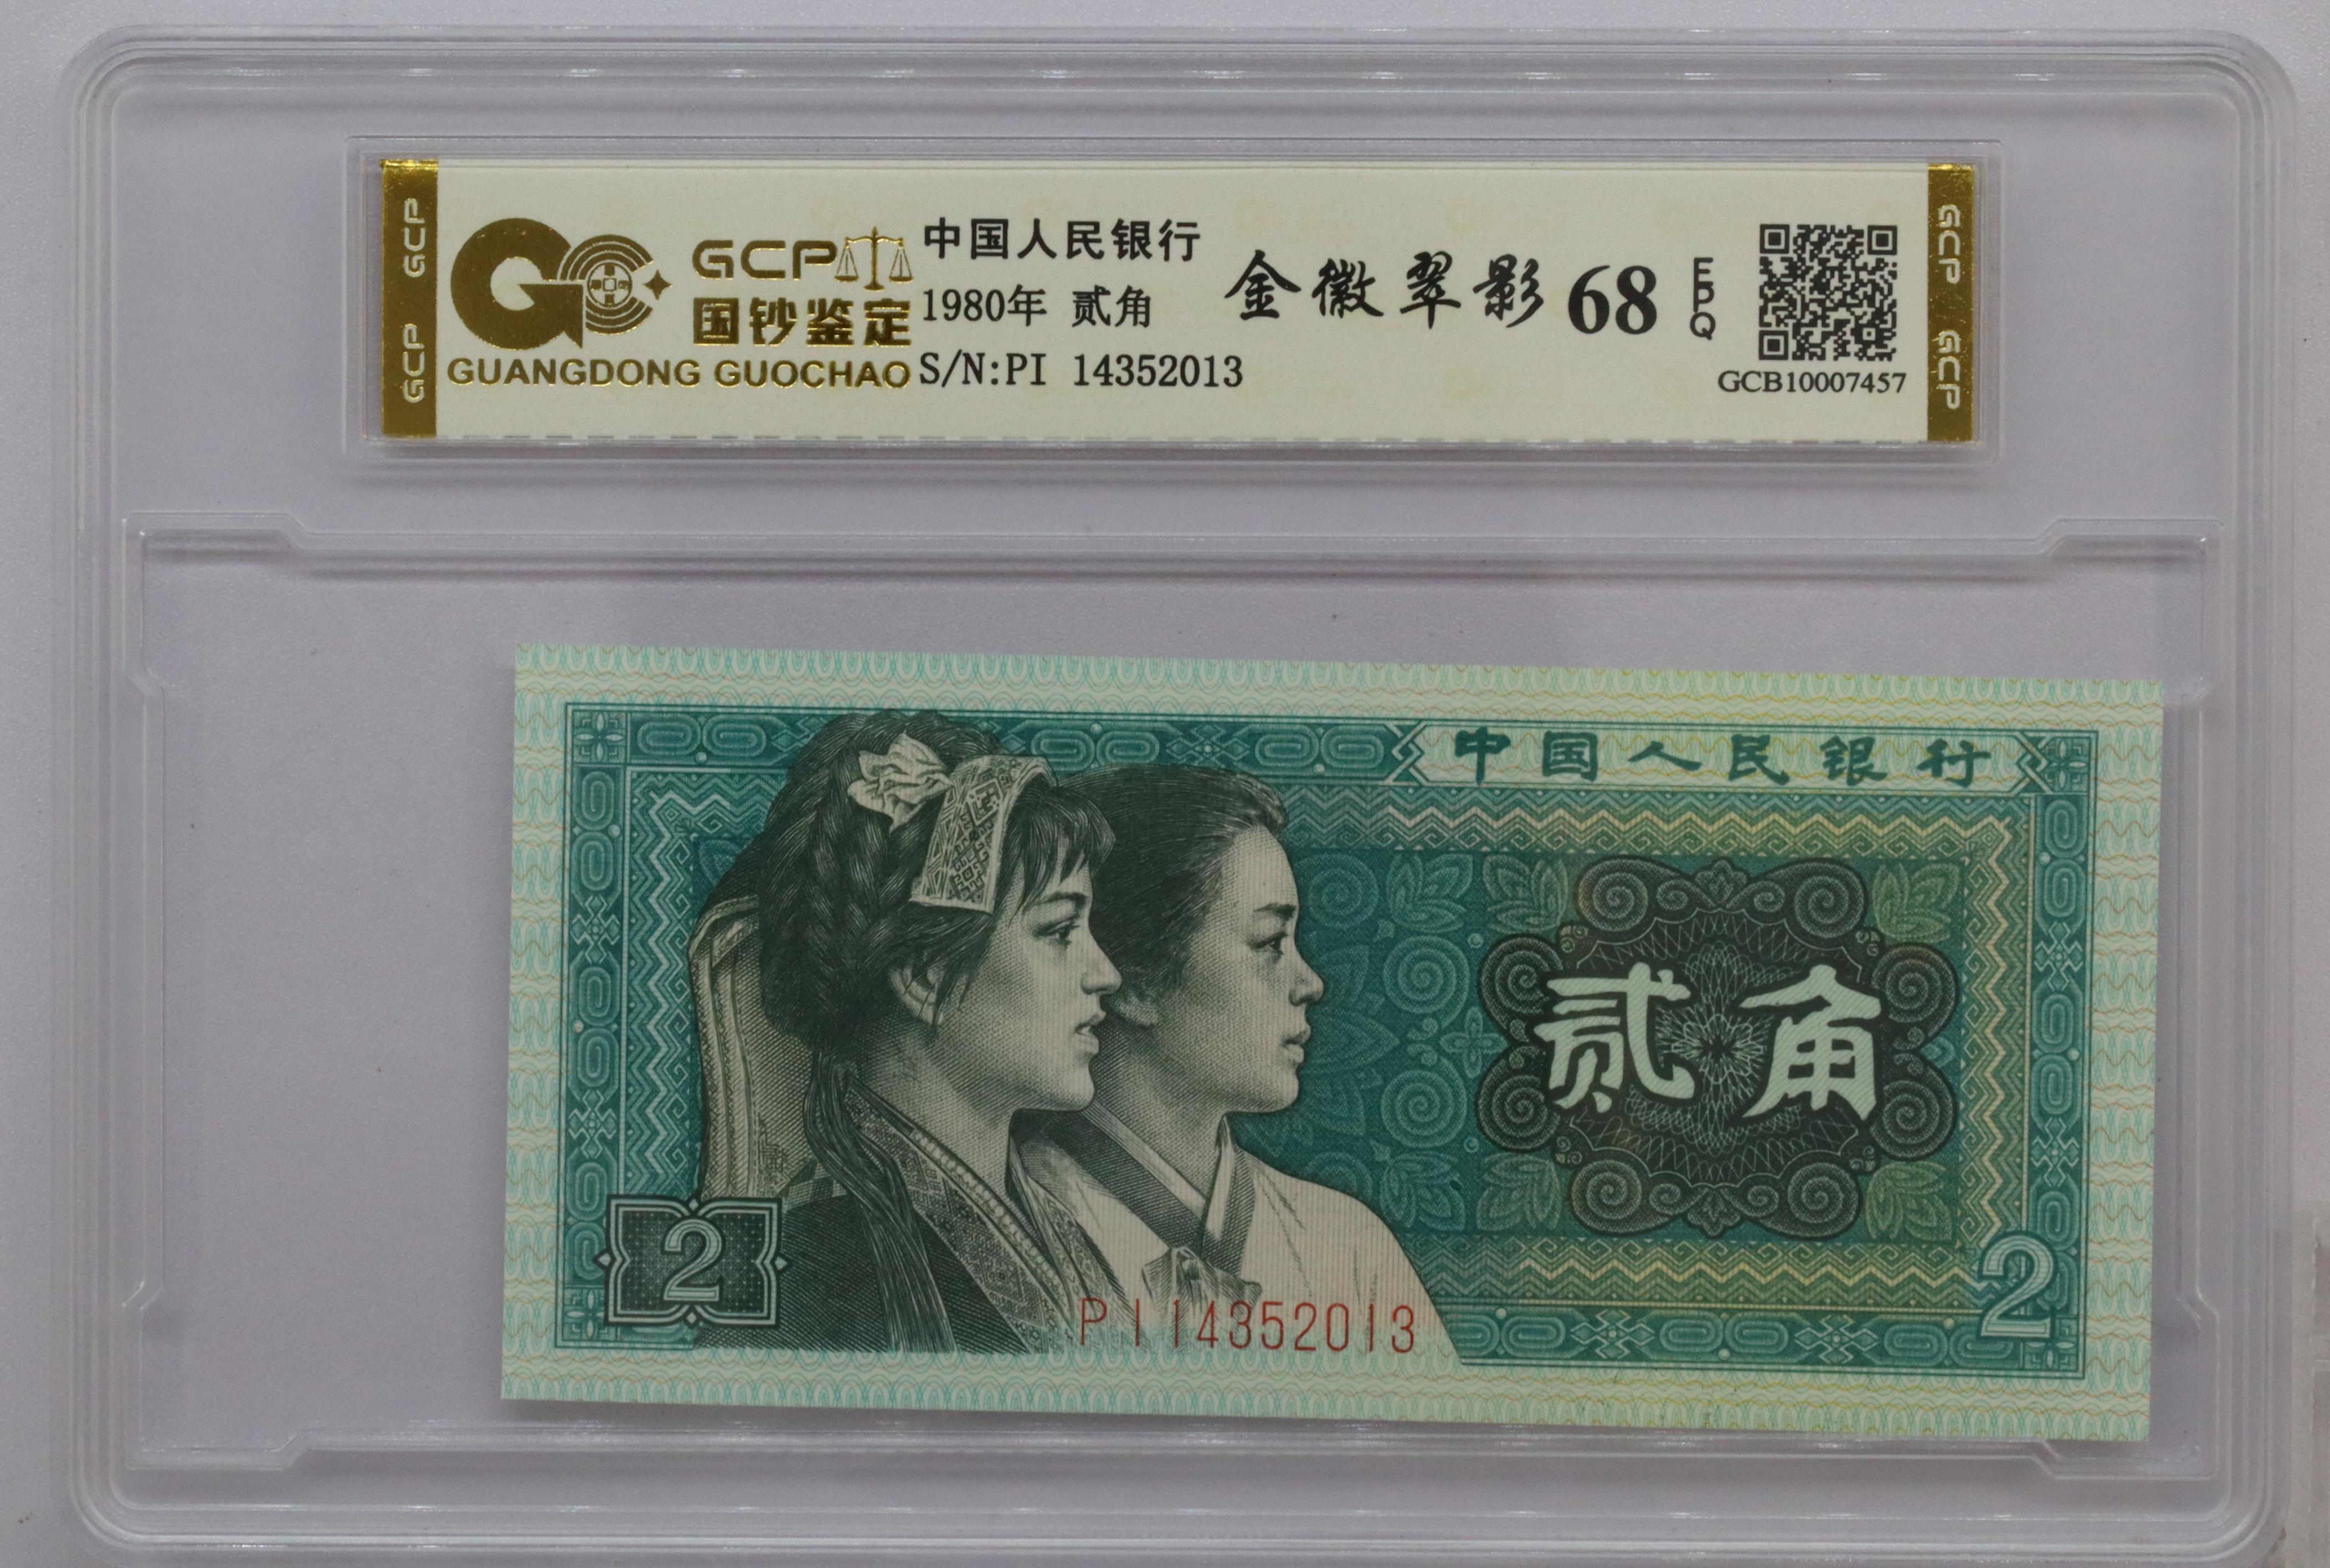 GCP GCP
GCP
国钞鉴定
GUANGDONG GUOCHAO
中国人民银行
1980年 贰角
S/N:PI 14352013
金徽翠影 68 EPQ
GCB10007457
GCP GCP
中国人民银行
贰角
2
PI14352013
2